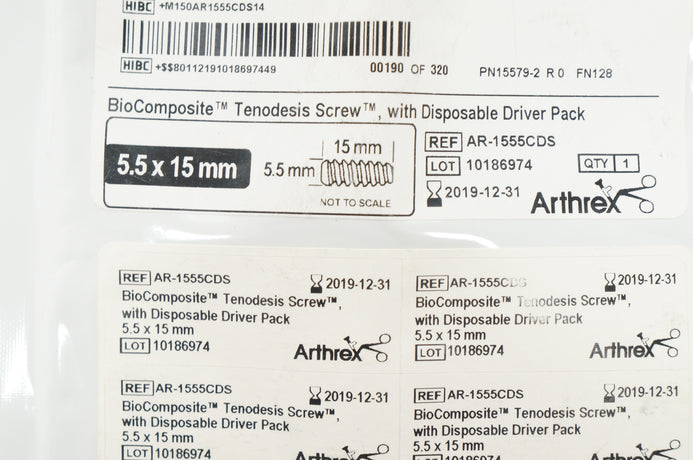 HIBC +M150AR1555CDS14
HIBC +$$80112191018697449
00190 OF 320
PN15579-2 R 0 FN128
BioComposite™ Tenodesis Screw™, with Disposable Driver Pack
5.5 x 15 mm
15 mm
5.5 mm
NOT TO SCALE
REF AR-1555CDS
LOT 10186974
QTY 1
2019-12-31
Arthrex
REF AR-1555CDS
2019-12-31
BioComposite™ Tenodesis Screw™,
with Disposable Driver Pack
5.5 x 15 mm
LOT 10186974
Arthrex
REF AR-1555CDS
2019-12-31
BioComposite™ Tenodesis Screw™,
with Disposable Driver Pack
5.5 x 15 mm
LOT 10186974
Arthrex
REF AR-1555CDS
2019-12-31
BioComposite™ Tenodesis Screw™,
with Disposable Driver Pack
5.5 x 15 mm
LOT 10186974
Arthrex
REF AR-1555CDS
2019-12-31
BioComposite™ Tenodesis Screw™,
with Disposable Driver Pack
5.5 x 15 mm
LOT 10186974
Arthrex